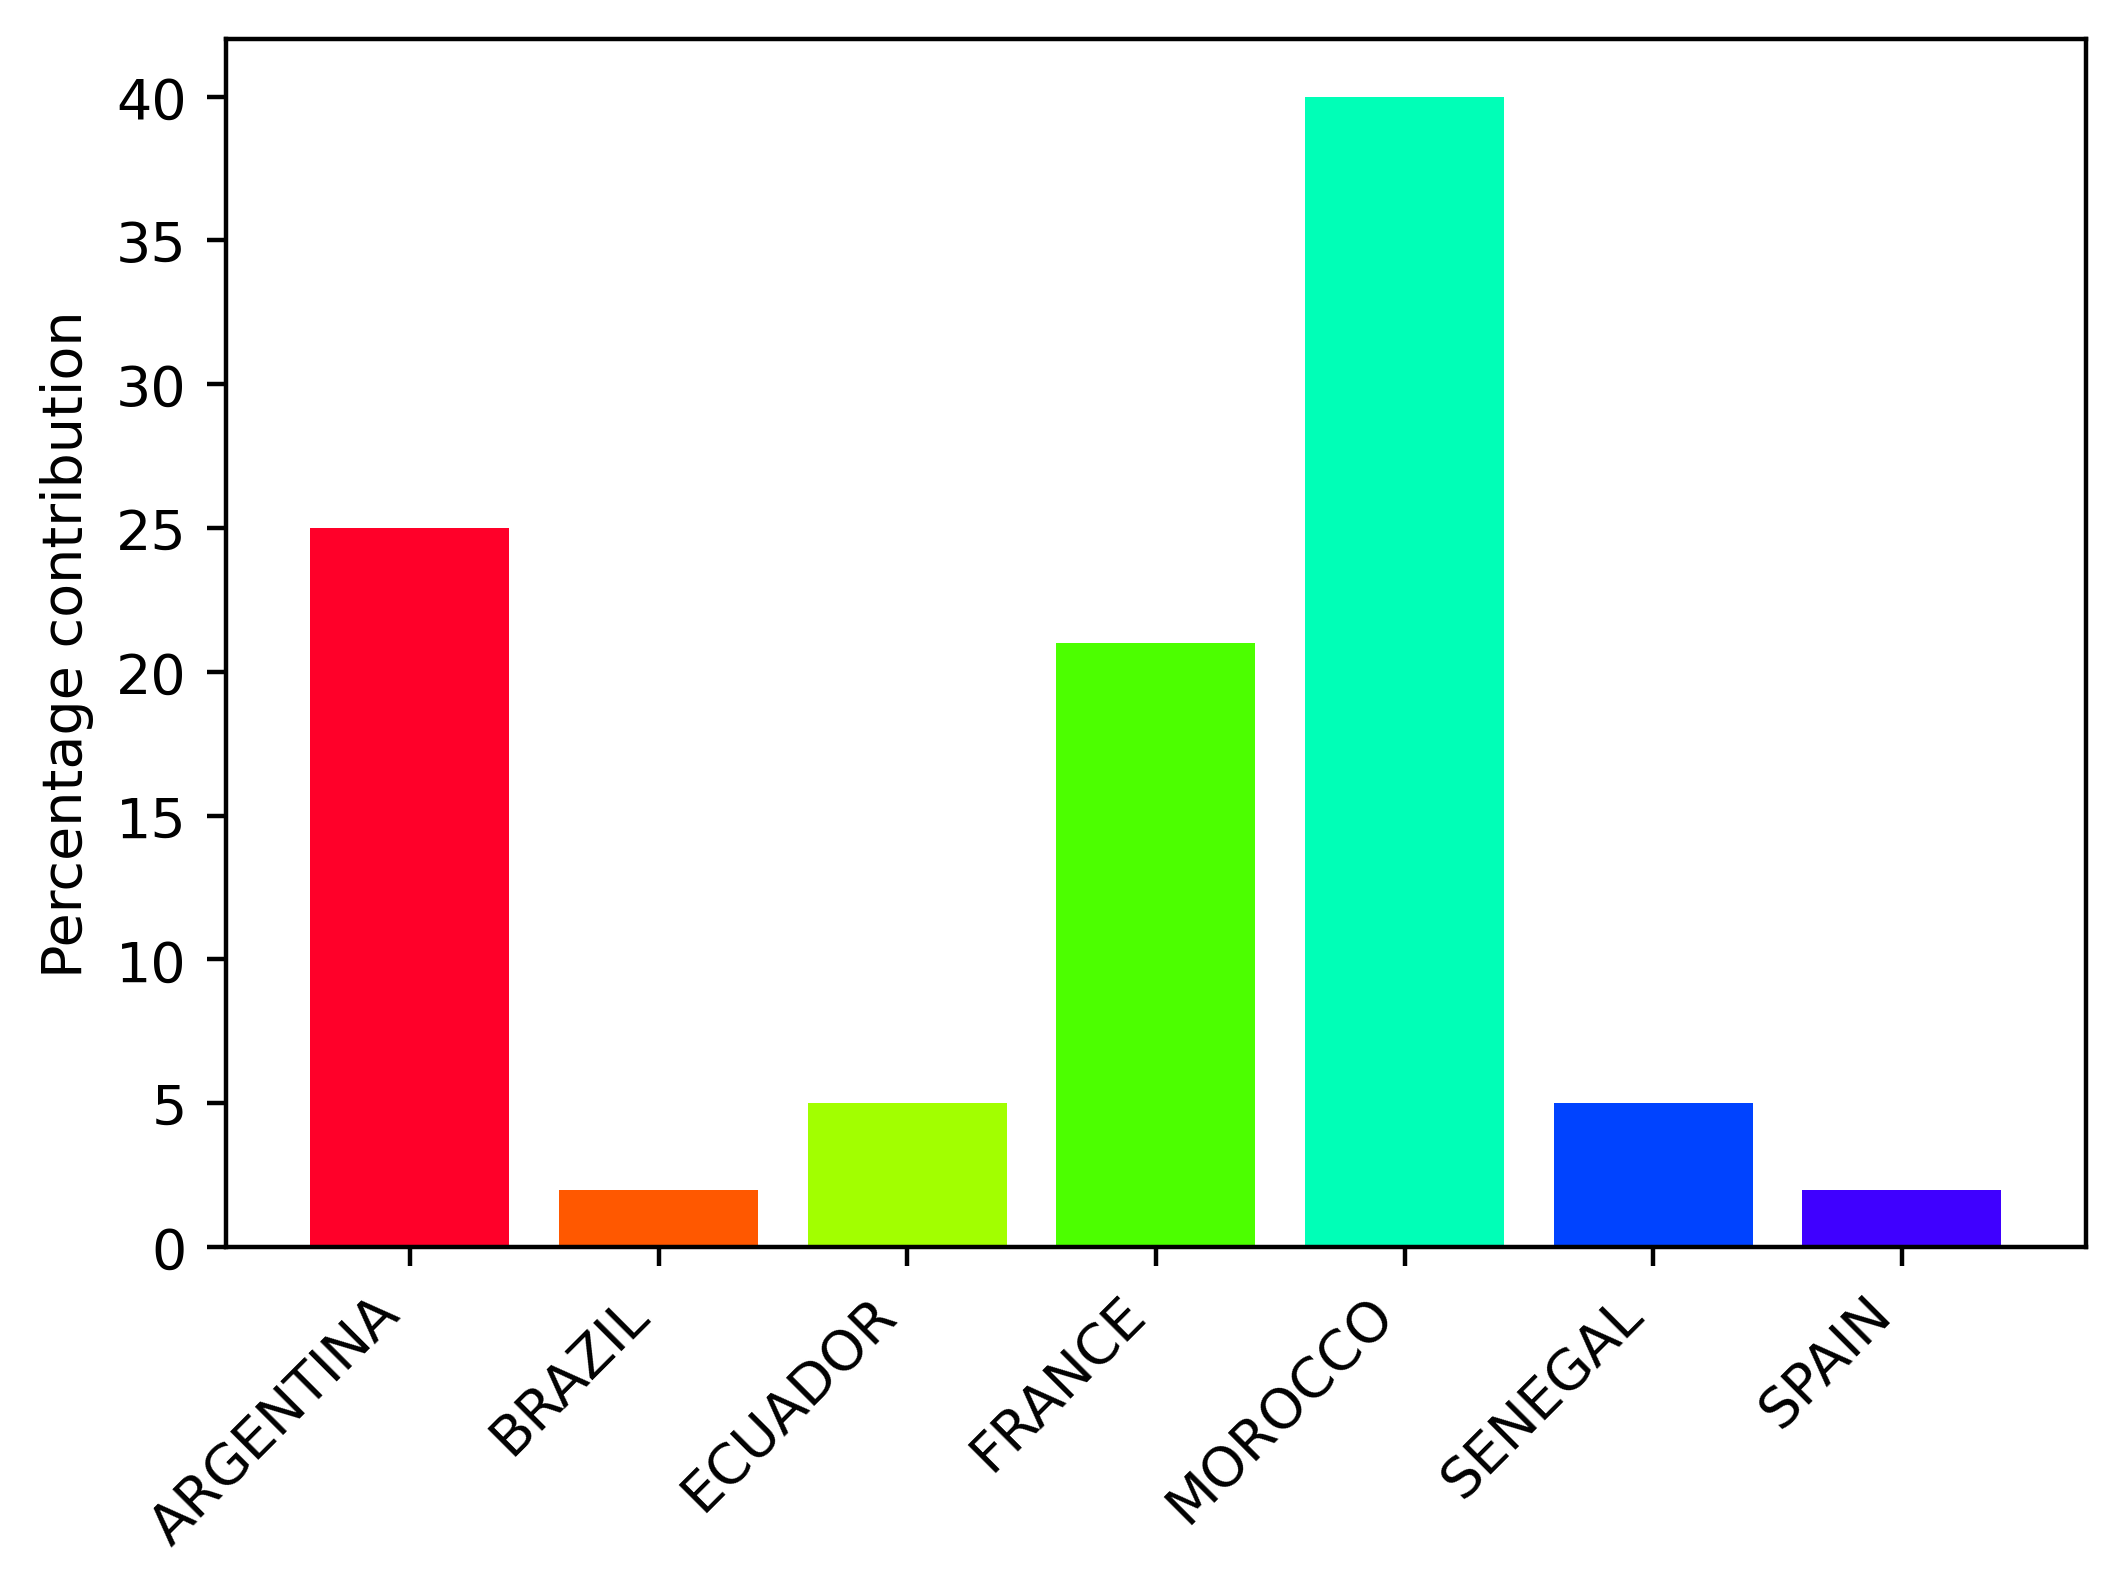 Percentage contribution
40
35
30
25
20
15
10
5
0
ARGENTINA
BRAZIL
ECUADOR
FRANCE
MOROCCO
SENEGAL
SPAIN